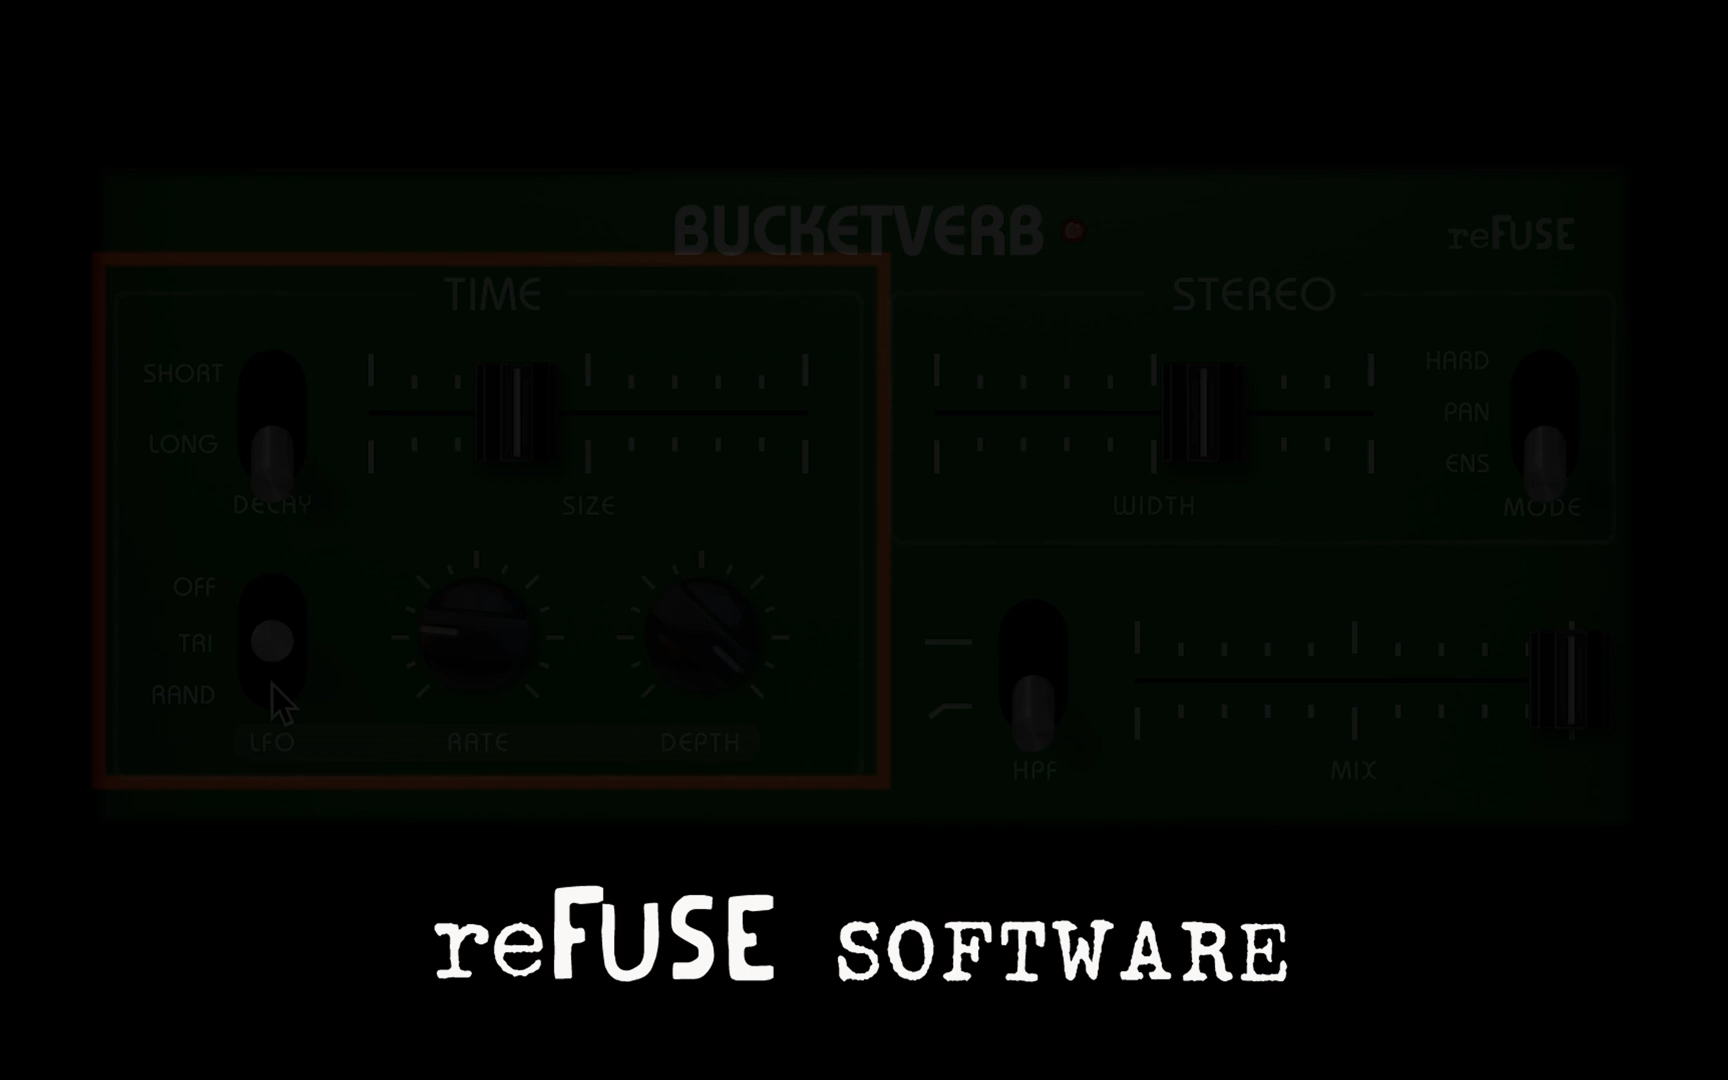 BUCKETVERB
reFUSE
TIME
STEREO
SHORT
LONG
DECAY
SIZE
WIDTH
HARD
PAN
ENS
MODE
OFF
TRI
RAND
LFO
RATE
DEPTH
HPF
MIX
reFUSE SOFTWARE